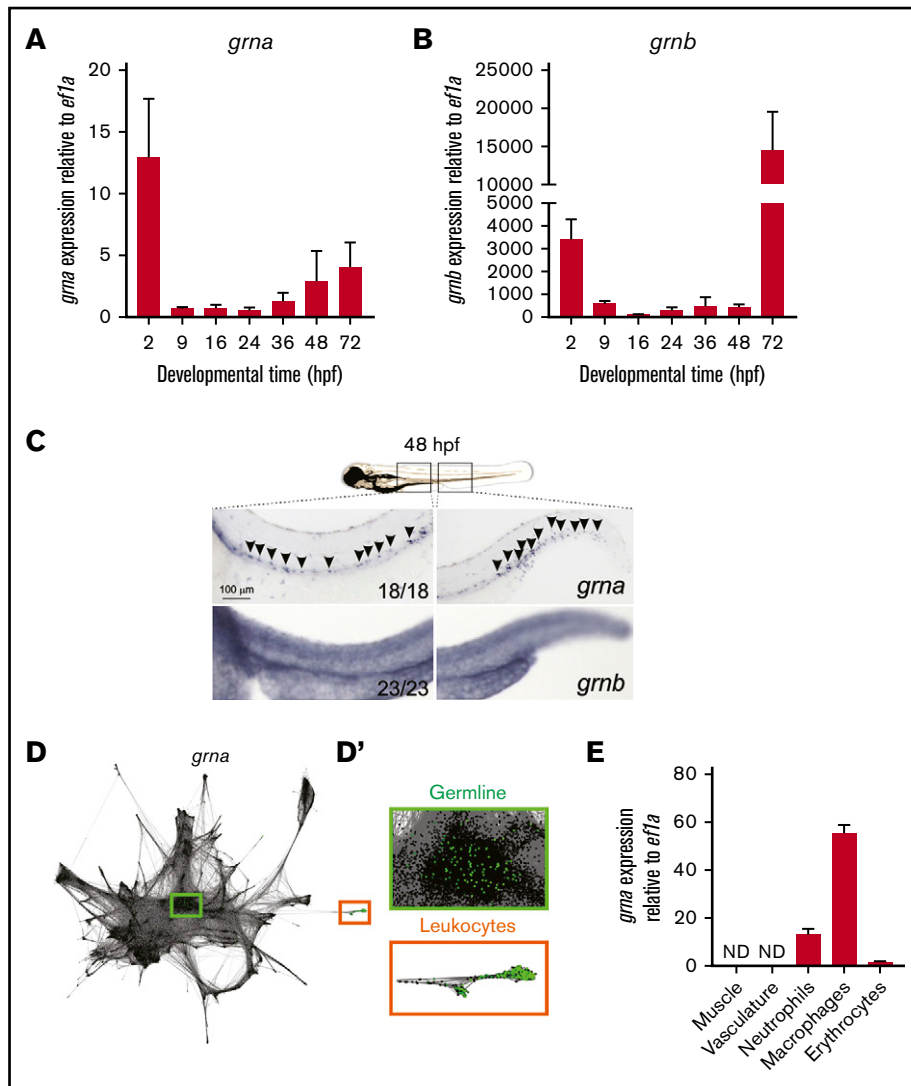 A
grna
grna expression relative to ef1a
20
15
10
5
0
2 9 16 24 36 48 72
Developmental time (hpf)
B
grnb
grnb expression relative to ef1a
25000
20000
15000
10000
5000
4000
3000
2000
1000
0
2 9 16 24 36 48 72
Developmental time (hpf)
C
48 hpf
100 μm
18/18
grna
23/23
grnb
D
grna
D'
Germline
Leukocytes
E
grna expression
relative to ef1a
80
60
40
20
0
ND ND
Muscle
Vasculature
Neutrophils
Macrophages
Erythrocytes